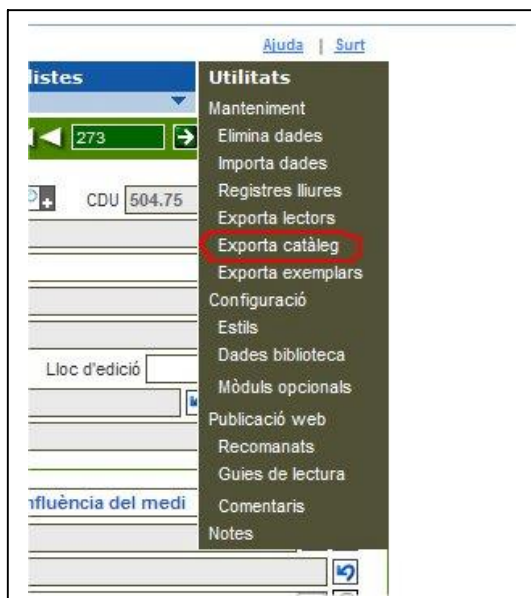 Ajuda | Surt
llistes
Utilitats
Manteniment
273
Elimina dades
Importa dades
CDU 504.75
Registres lliures
Exporta lectors
Exporta catàleg
Exporta exemplars
Configuració
Estils
Lloc d'edició
Dades biblioteca
Mòduls opcionals
Publicació web
Recomanats
Guies de lectura
nfluència del medi
Comentaris
Notes